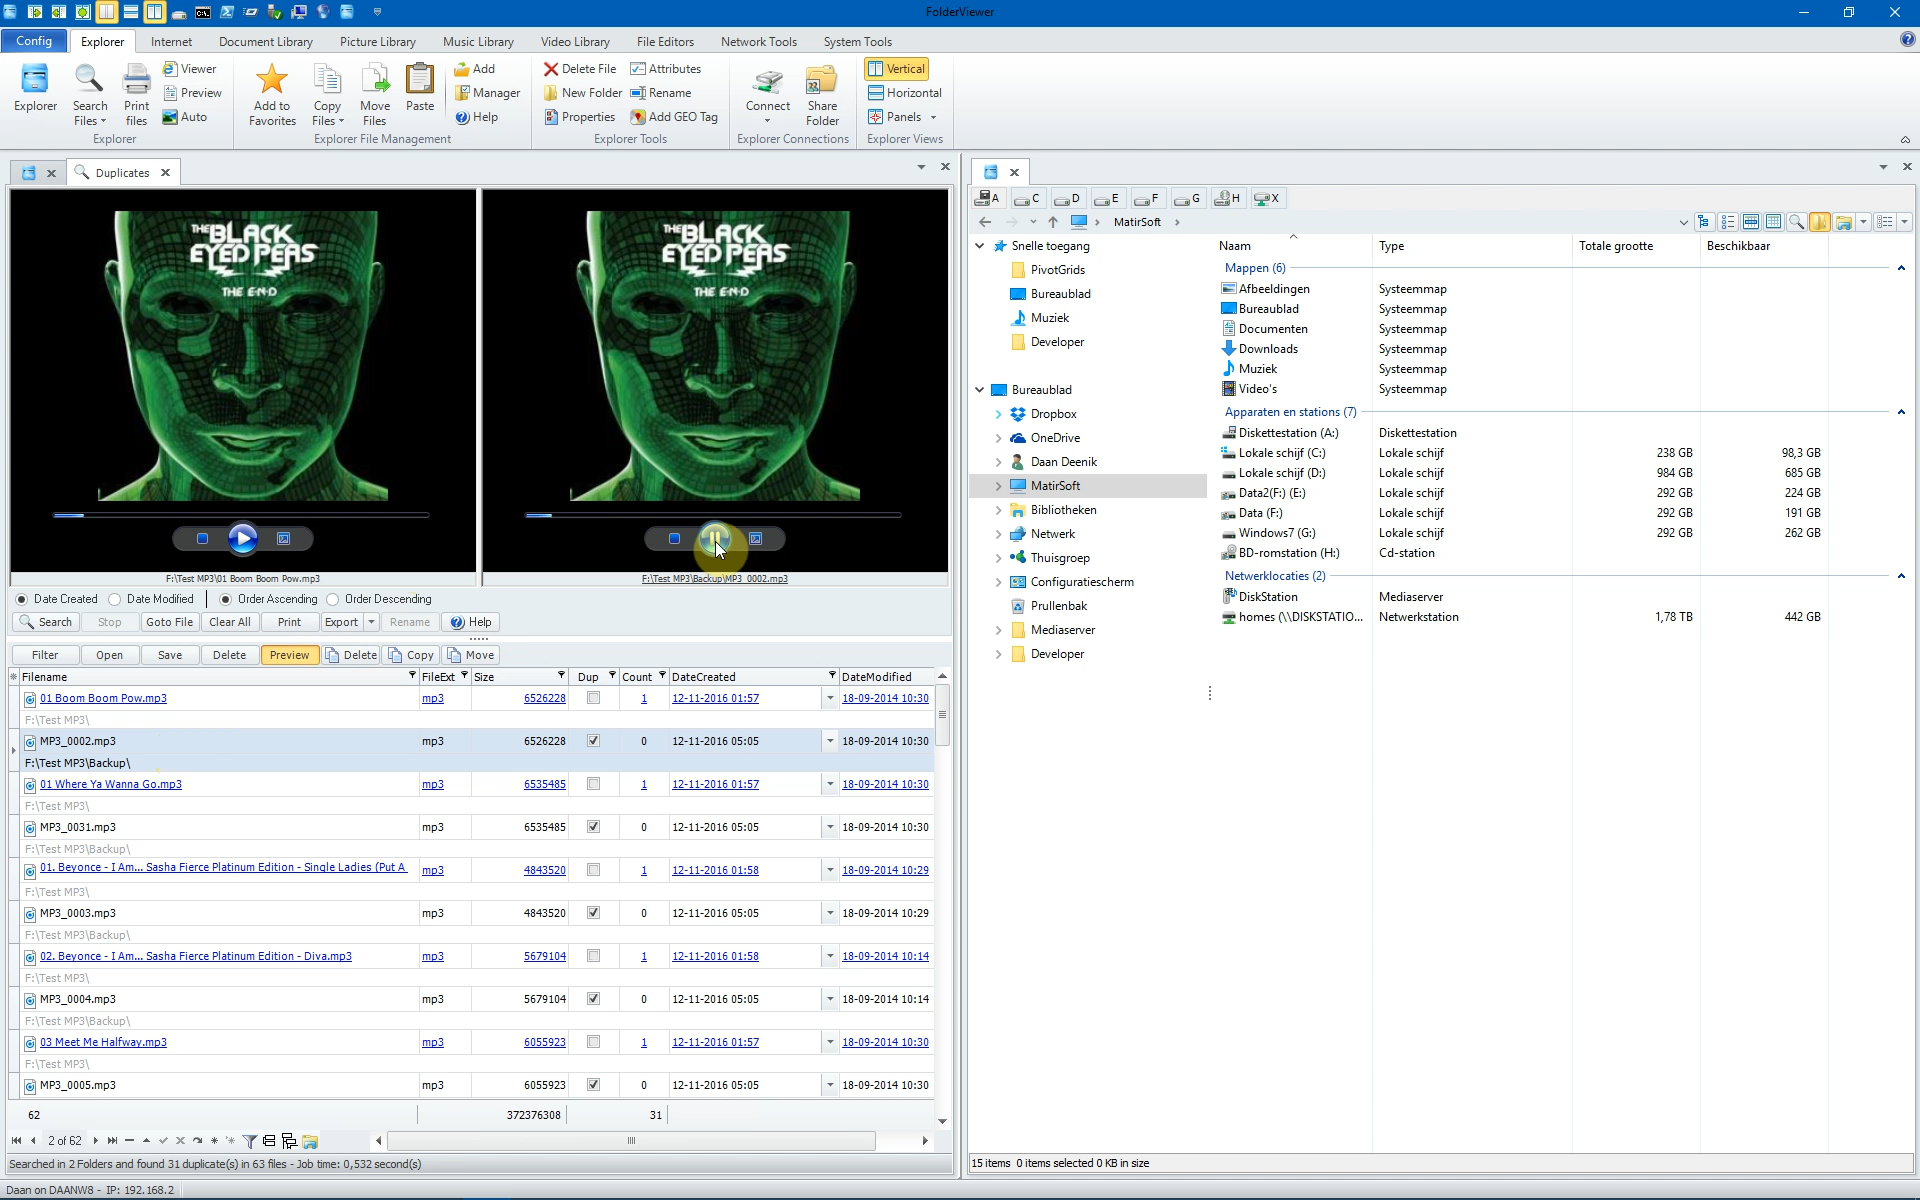 FolderViewer
Config Explorer Internet Document Library Picture Library Music Library Video Library File Editors Network Tools System Tools
Explorer
Search Files
Print files
Viewer
Preview
Auto
Explorer
Add to Favorites
Copy Files
Move Files
Paste
Add
Manager
Help
Explorer File Management
Delete File
New Folder
Properties
Attributes
Rename
Add GEO Tag
Explorer Tools
Connect
Share Folder
Explorer Connections
Vertical
Horizontal
Panels
Explorer Views
Duplicates
THE BLACK EYED PEAS
THE E·N·D
THE BLACK EYED PEAS
THE E·N·D
F:\Test MP3\01 Boom Boom Pow.mp3
F:\Test MP3\Backup\MP3_0002.mp3
Date Created Date Modified Order Ascending Order Descending
Search Stop Goto File Clear All Print Export Rename Help
Filter Open Save Delete Preview Delete Copy Move
Filename FileExt Size Dup Count DateCreated DateModified
01 Boom Boom Pow.mp3 mp3 6526228 1 12-11-2016 01:57 18-09-2014 10:30
F:\Test MP3\
MP3_0002.mp3 mp3 6526228 0 12-11-2016 05:05 18-09-2014 10:30
F:\Test MP3\Backup\
01 Where Ya Wanna Go.mp3 mp3 6535485 1 12-11-2016 01:57 18-09-2014 10:30
F:\Test MP3\
MP3_0031.mp3 mp3 6535485 0 12-11-2016 05:05 18-09-2014 10:30
F:\Test MP3\Backup\
01. Beyonce - I Am... Sasha Fierce Platinum Edition - Single Ladies (Put A mp3 4843520 1 12-11-2016 01:58 18-09-2014 10:29
F:\Test MP3\
MP3_0003.mp3 mp3 4843520 0 12-11-2016 05:05 18-09-2014 10:29
F:\Test MP3\Backup\
02. Beyonce - I Am... Sasha Fierce Platinum Edition - Diva.mp3 mp3 5679104 1 12-11-2016 01:58 18-09-2014 10:14
F:\Test MP3\
MP3_0004.mp3 mp3 5679104 0 12-11-2016 05:05 18-09-2014 10:14
F:\Test MP3\Backup\
03 Meet Me Halfway.mp3 mp3 6055923 1 12-11-2016 01:57 18-09-2014 10:30
F:\Test MP3\
MP3_0005.mp3 mp3 6055923 0 12-11-2016 05:05 18-09-2014 10:30
62 372376308 31
2 of 62
Searched in 2 Folders and found 31 duplicate(s) in 63 files - Job time: 0,532 second(s)
Daan on DAANW8 - IP: 192.168.2
A C D E F G H X
MatirSoft
Snelle toegang
PivotGrids
Bureaublad
Muziek
Developer
Bureaublad
Dropbox
OneDrive
Daan Deenik
MatirSoft
Bibliotheken
Netwerk
Thuisgroep
Configuratiescherm
Prullenbak
Mediaserver
Developer
Naam Type Totale grootte Beschikbaar
Mappen (6)
Afbeeldingen Systeemmap
Bureaublad Systeemmap
Documenten Systeemmap
Downloads Systeemmap
Muziek Systeemmap
Video's Systeemmap
Apparaten en stations (7)
Diskettestation (A:) Diskettestation
Lokale schijf (C:) Lokale schijf 238 GB 98,3 GB
Lokale schijf (D:) Lokale schijf 984 GB 685 GB
Data2(F:) (E:) Lokale schijf 292 GB 224 GB
Data (F:) Lokale schijf 292 GB 191 GB
Windows7 (G:) Lokale schijf 292 GB 262 GB
BD-romstation (H:) Cd-station
Netwerklocaties (2)
DiskStation Mediaserver
homes (\\DISKSTATIO... Netwerkstation 1,78 TB 442 GB
15 items 0 items selected 0 KB in size